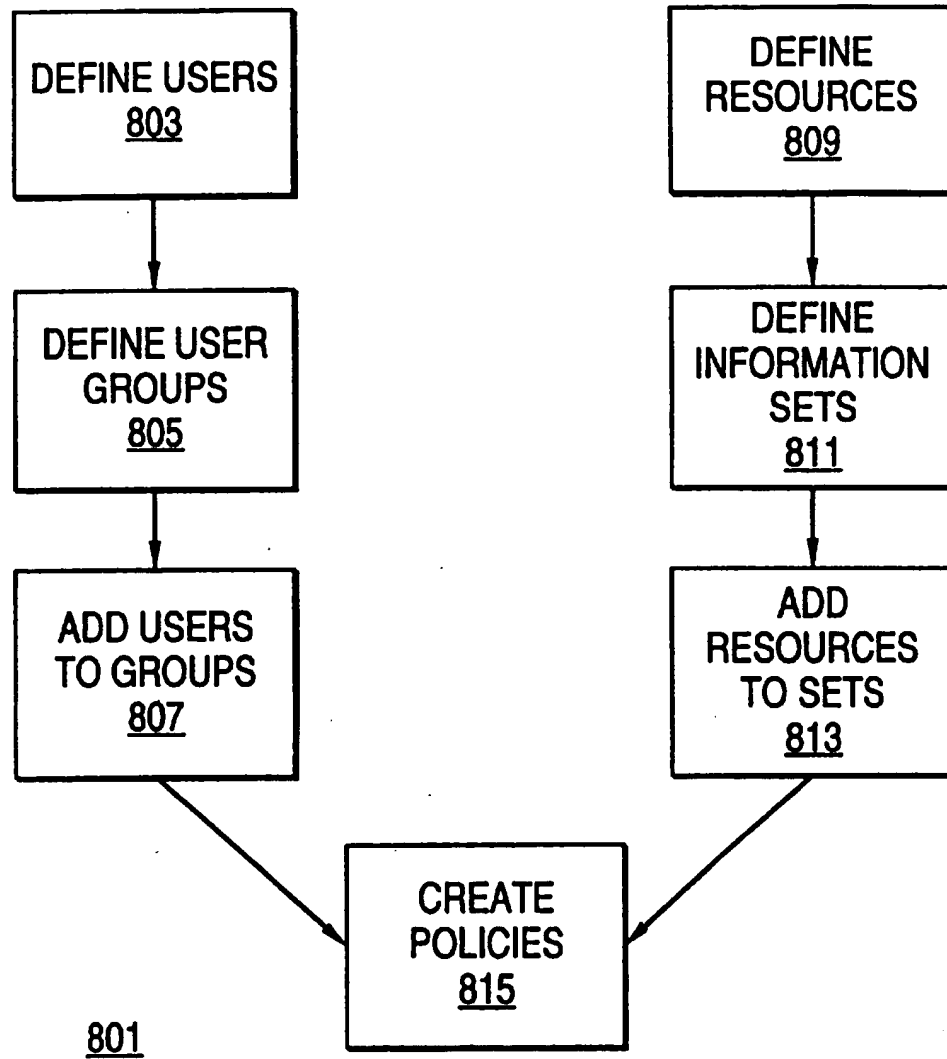 DEFINE USERS
803
DEFINE USER
GROUPS
805
ADD USERS
TO GROUPS
807
DEFINE
RESOURCES
809
DEFINE
INFORMATION
SETS
811
ADD
RESOURCES
TO SETS
813
CREATE
POLICIES
815
801